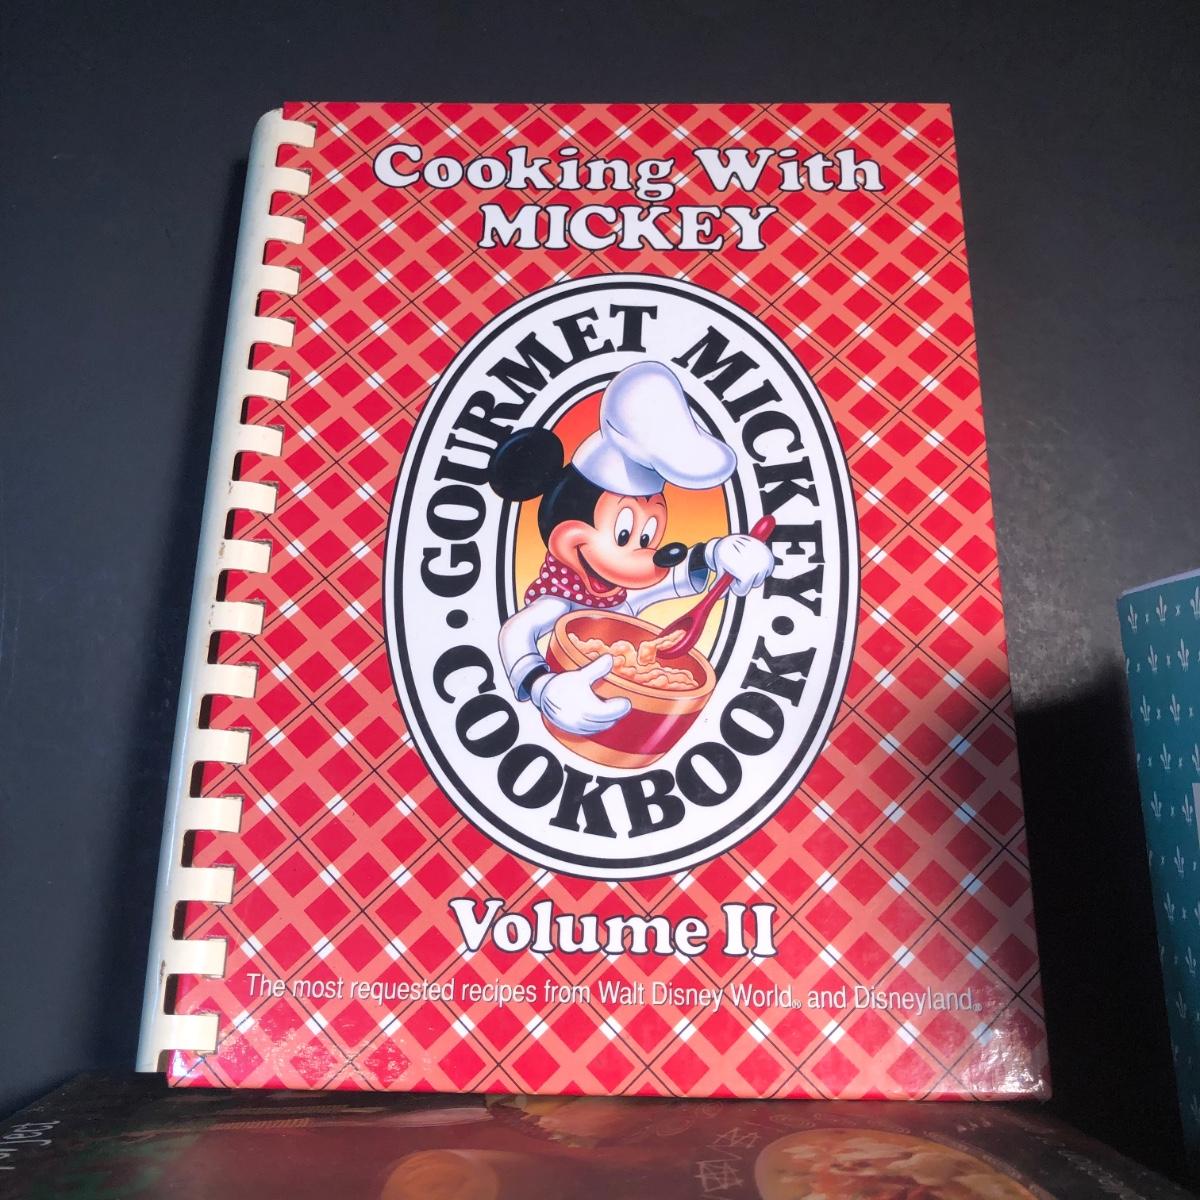 Cooking With
MICKEY
GOURMET MICKEY
• COOKBOOK •
Volume II
The most requested recipes from Walt Disney World® and Disneyland®